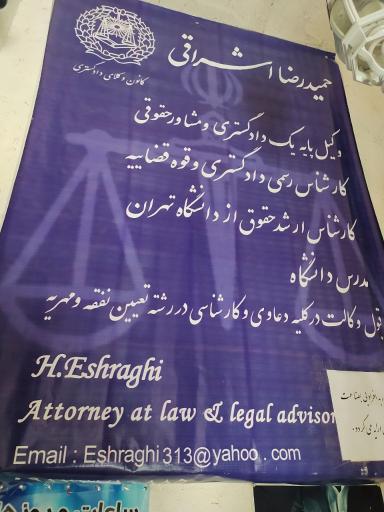 کانون وکلای دادگستری
حمیدرضا اشراقی
وکیل پایه یک دادگستری و مشاور حقوقی
کارشناس رسمی دادگستری و قوه قضاییه
کارشناس ارشد حقوق از دانشگاه تهران
مدرس دانشگاه
قبول وکالت در کلیه دعاوی و کارشناسی در رشته تعیین نفقه و مهریه
H.Eshraghi
Attorney at law & legal advisor
Email : Eshraghi313@yahoo . com